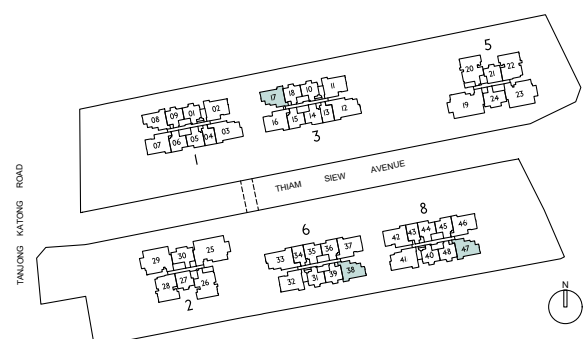 5
20 21 22
19 24 23
17 18 10 11
16 15 14 13 12
3
08 09 01 02
07 06 05 04 03
1
THIAM SIEW AVENUE
TANJONG KATONG ROAD
8
42 43 44 45 46
41 40 48 47
6
33 34 35 36 37
32 31 39 38
29 30 25
28 27 26
2
N